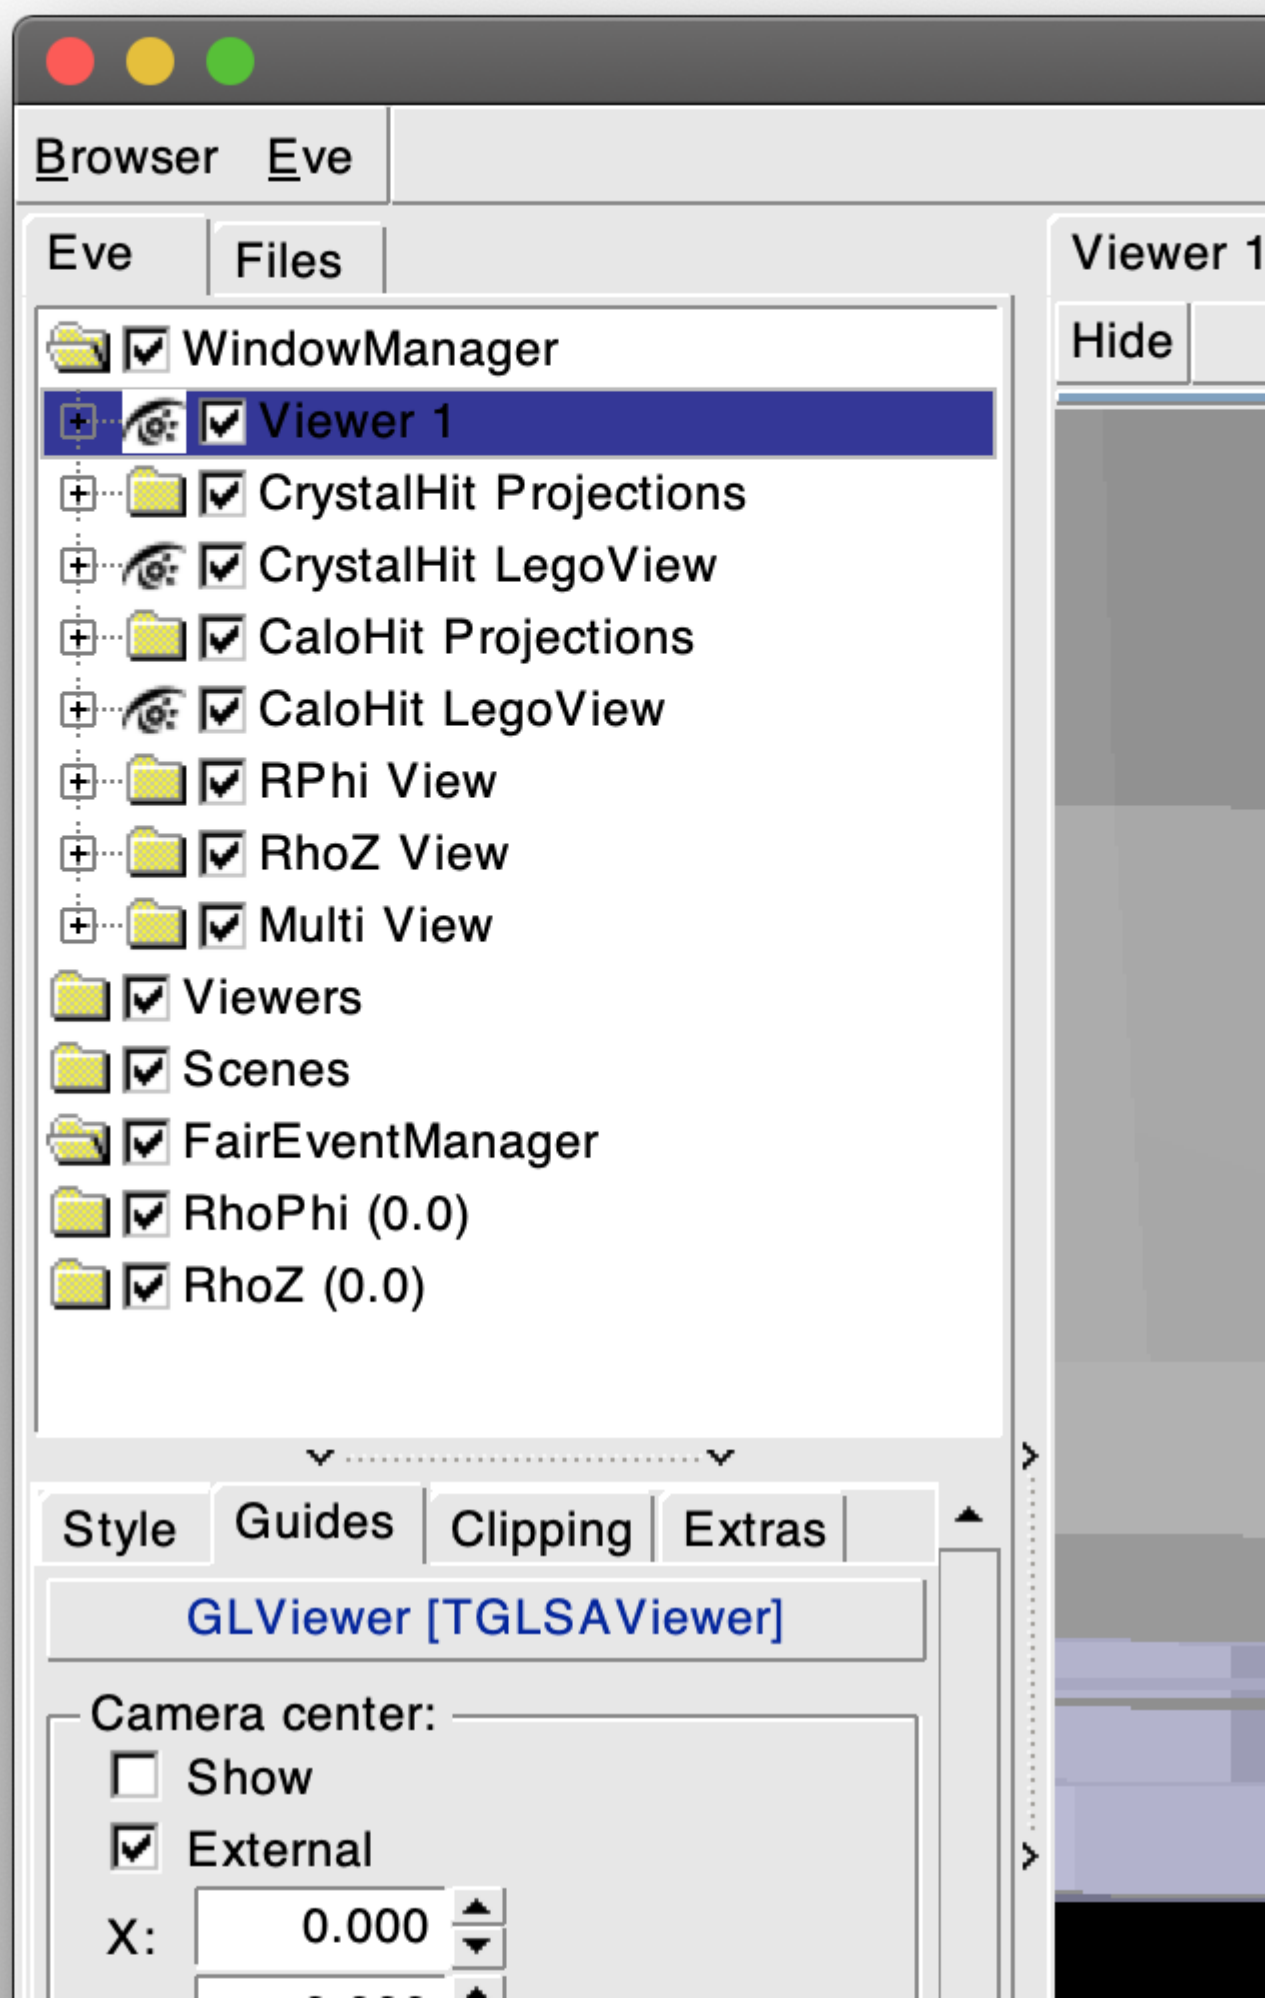 Browser Eve
Eve Files
Viewer 1
Hide
WindowManager
Viewer 1
CrystalHit Projections
CrystalHit LegoView
CaloHit Projections
CaloHit LegoView
RPhi View
RhoZ View
Multi View
Viewers
Scenes
FairEventManager
RhoPhi (0.0)
RhoZ (0.0)
Style Guides Clipping Extras
GLViewer [TGLSAViewer]
Camera center:
Show
External
X: 0.000